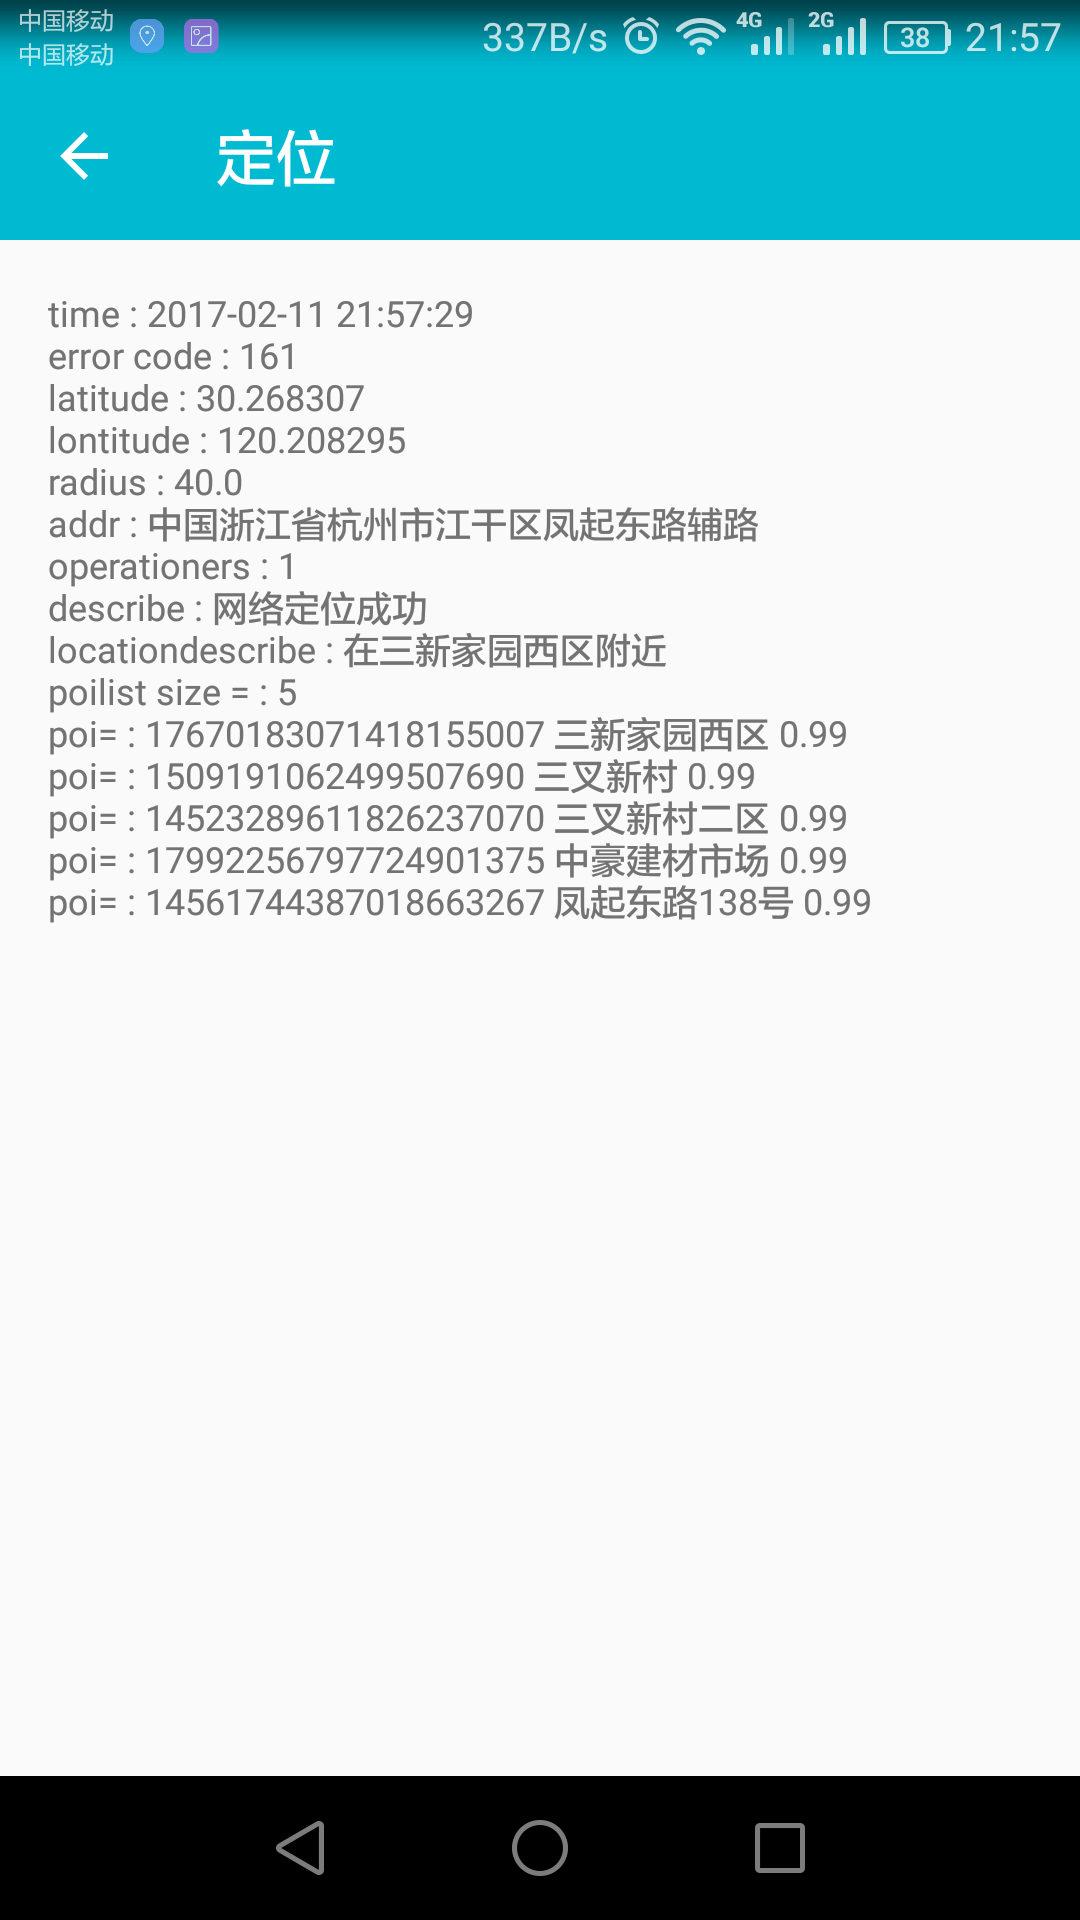 中国移动
中国移动
337B/s 4G 2G 38 21:57
定位
time : 2017-02-11 21:57:29
error code : 161
latitude : 30.268307
lontitude : 120.208295
radius : 40.0
addr : 中国浙江省杭州市江干区凤起东路辅路
operationers : 1
describe : 网络定位成功
locationdescribe : 在三新家园西区附近
poilist size = : 5
poi= : 17670183071418155007 三新家园西区 0.99
poi= : 1509191062499507690 三叉新村 0.99
poi= : 14523289611826237070 三叉新村二区 0.99
poi= : 17992256797724901375 中豪建材市场 0.99
poi= : 14561744387018663267 凤起东路138号 0.99